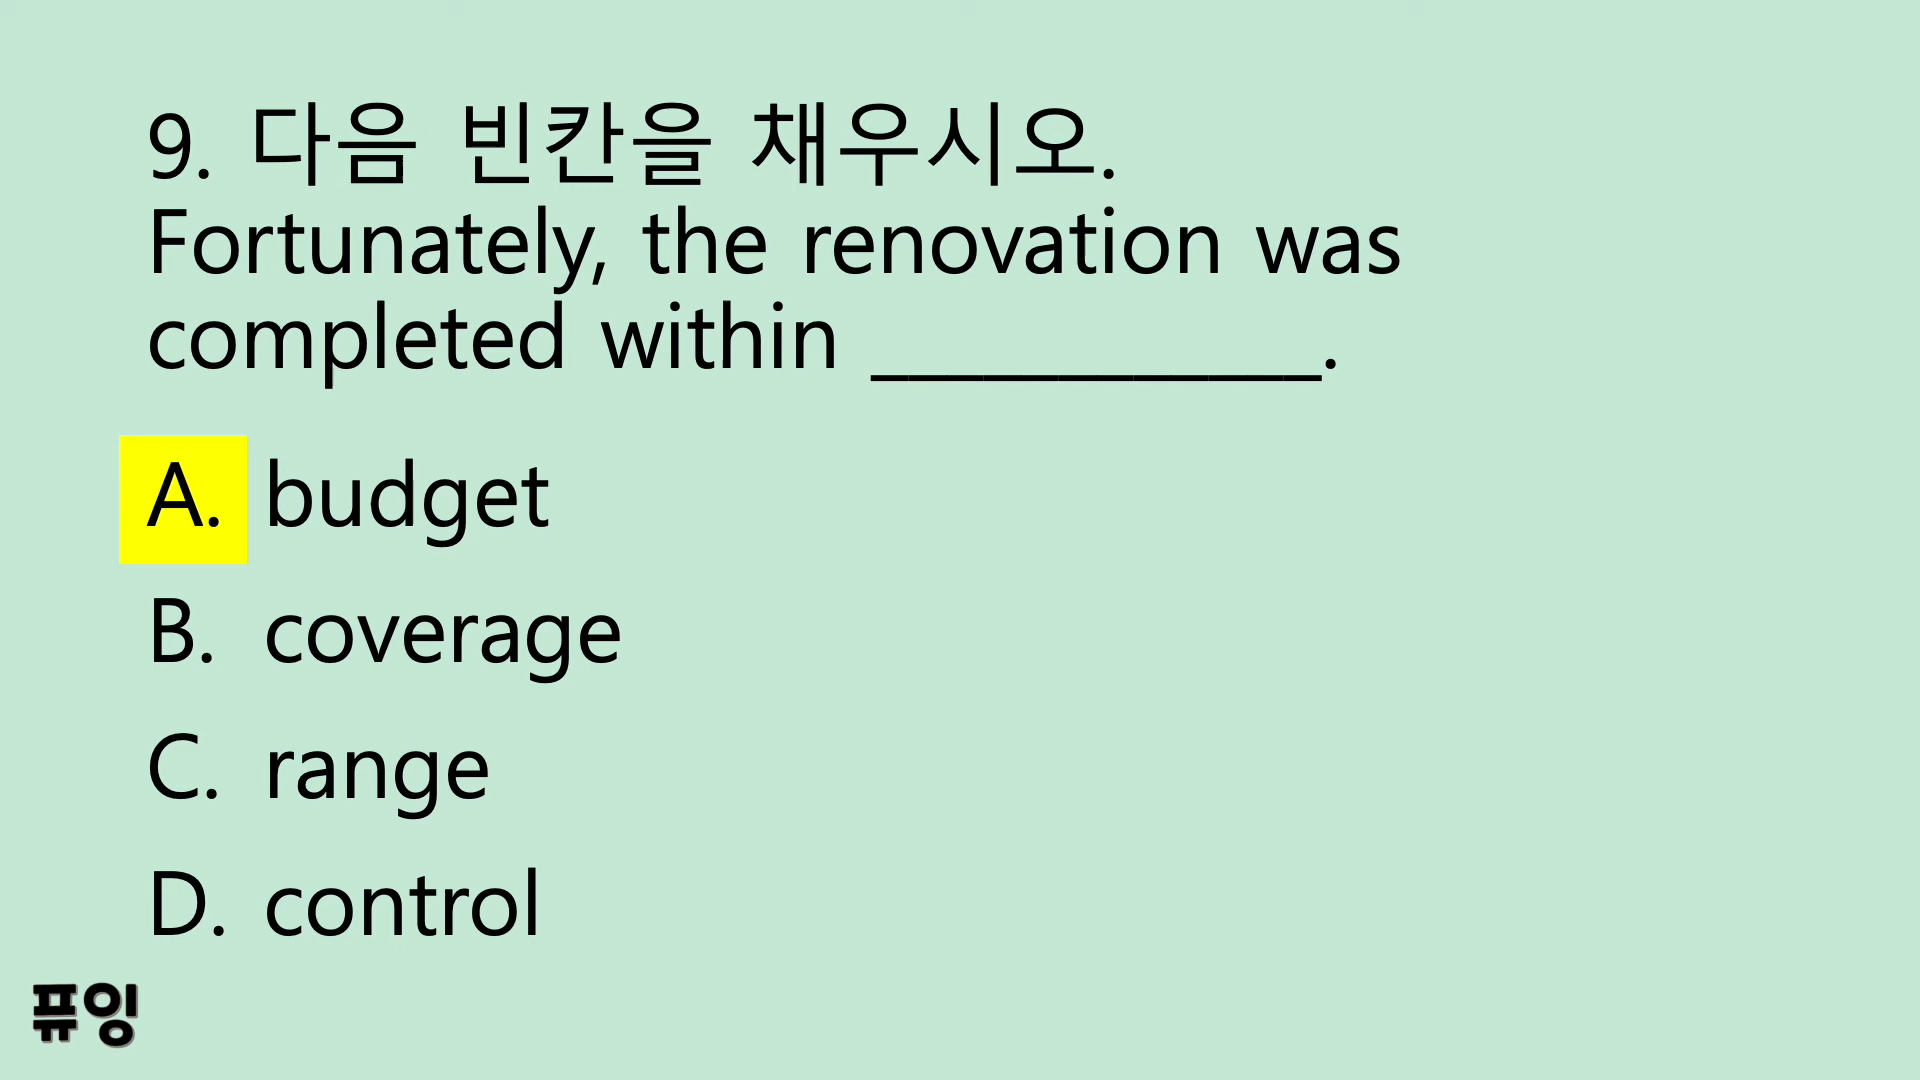 9. 다음 빈칸을 채우시오.
Fortunately, the renovation was
completed within ____________.
A. budget
B. coverage
C. range
D. control
퓨잉